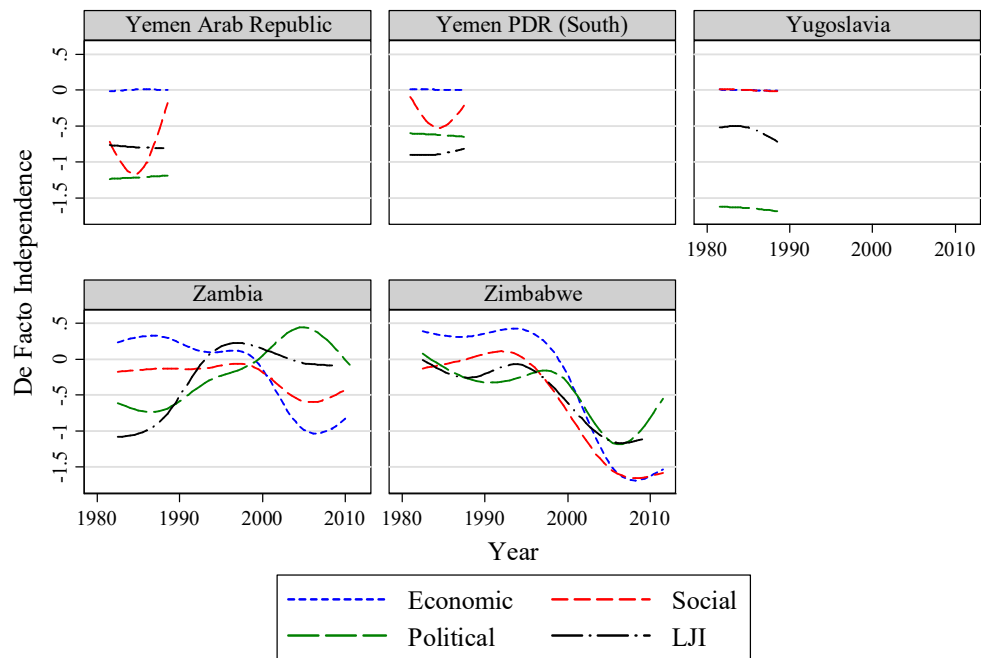 Yemen Arab Republic
Yemen PDR (South)
Yugoslavia
.5
0
-.5
-1
-1.5
1980 1990 2000 2010
Zambia
Zimbabwe
.5
0
-.5
-1
-1.5
1980 1990 2000 2010
1980 1990 2000 2010
De Facto Independence
Year
Economic
Social
Political
LJI